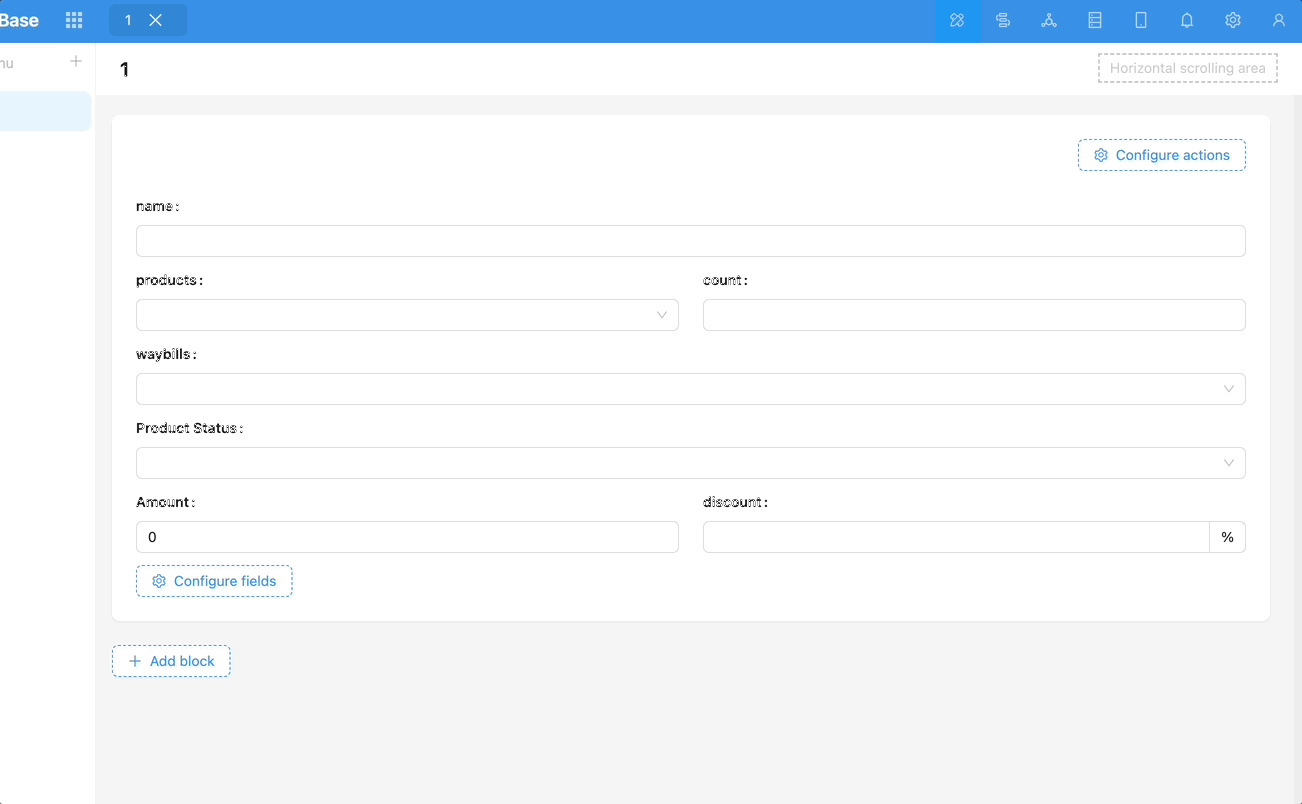 Base
1
nu
1
Horizontal scrolling area
Configure actions
name:
products:
count:
waybills:
Product Status:
Amount:
discount:
0
%
Configure fields
Add block